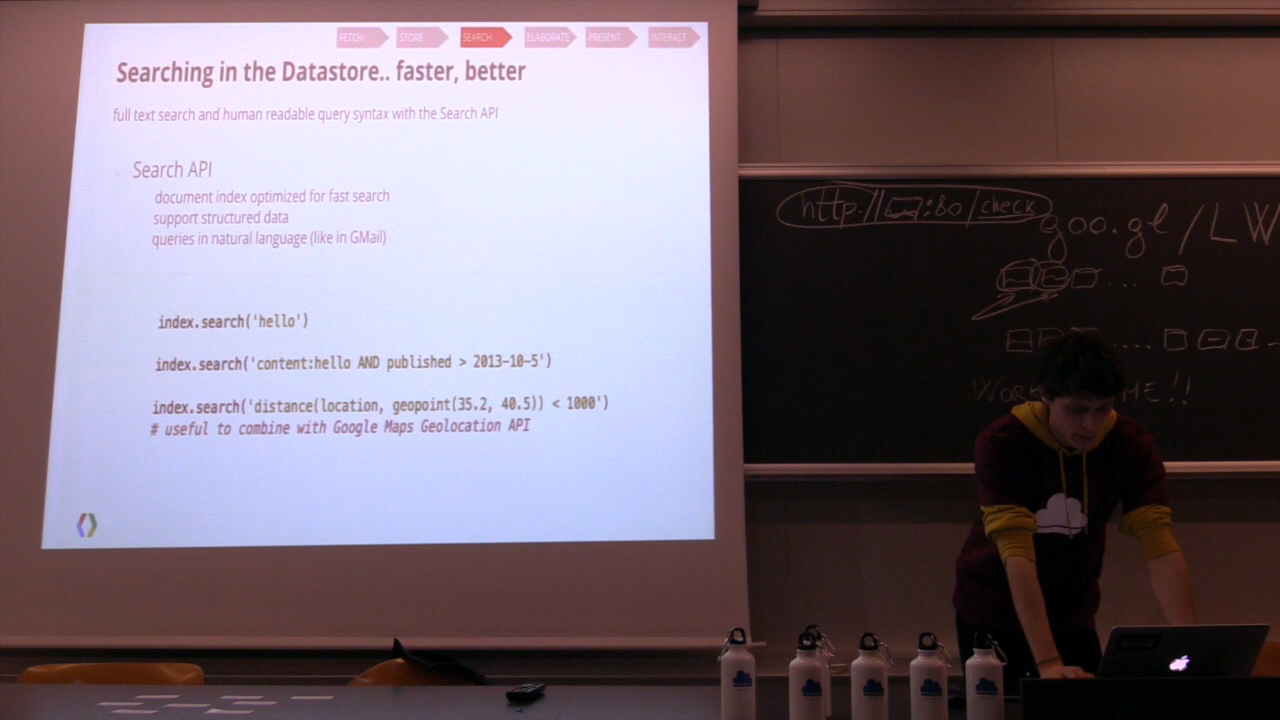 FETCH STORE SEARCH ELABORATE PRESENT INTERACT
Searching in the Datastore.. faster, better
full text search and human readable query syntax with the Search API
Search API
document index optimized for fast search
support structured data
queries in natural language (like in GMail)
index.search('hello')
index.search('content:hello AND published > 2013-10-5')
index.search('distance(location, geopoint(35.2, 40.5)) < 1000')
# useful to combine with Google Maps Geolocation API
http:// :80/check
goo.gl/LW
WORK ME!!